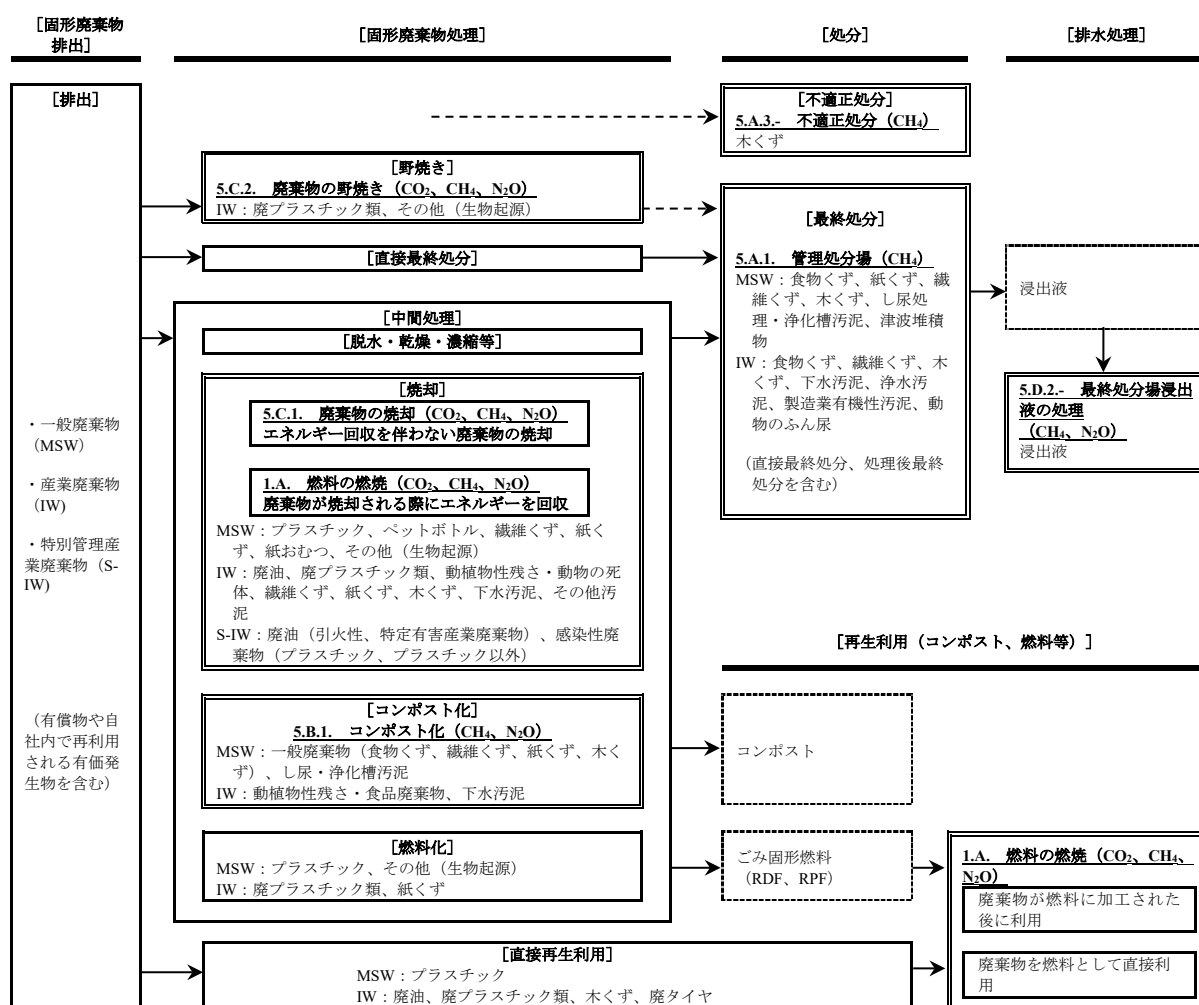 ［固形廃棄物
排出］
［固形廃棄物処理］
［処分］
［排水処理］
［排出］
・一般廃棄物
（MSW）
・産業廃棄物
（IW）
・特別管理産
業廃棄物（S-
IW）
（有償物や自
社内で再利用
される有価発
生物を含む）
［不適正処分］
5.A.3.-　不適正処分（CH₄）
木くず
［野焼き］
5.C.2.　廃棄物の野焼き（CO₂、CH₄、N₂O）
IW：廃プラスチック類、その他（生物起源）
［直接最終処分］
［中間処理］
［脱水・乾燥・濃縮等］
［焼却］
5.C.1.　廃棄物の焼却（CO₂、CH₄、N₂O）
エネルギー回収を伴わない廃棄物の焼却
1.A.　燃料の燃焼（CO₂、CH₄、N₂O）
廃棄物が焼却される際にエネルギーを回収
MSW：プラスチック、ペットボトル、繊維くず、紙く
ず、紙おむつ、その他（生物起源）
IW：廃油、廃プラスチック類、動植物性残さ・動物の死
体、繊維くず、紙くず、木くず、下水汚泥、その他汚
泥
S-IW：廃油（引火性、特定有害産業廃棄物）、感染性廃
棄物（プラスチック、プラスチック以外）
［コンポスト化］
5.B.1.　コンポスト化（CH₄、N₂O）
MSW：一般廃棄物（食物くず、繊維くず、紙くず、木く
ず）、し尿・浄化槽汚泥
IW：動植物性残さ・食品廃棄物、下水汚泥
［燃料化］
MSW：プラスチック、その他（生物起源）
IW：廃プラスチック類、紙くず
［直接再生利用］
MSW：プラスチック
IW：廃油、廃プラスチック類、木くず、廃タイヤ
［最終処分］
5.A.1.　管理処分場（CH₄）
MSW：食物くず、紙くず、繊
維くず、木くず、し尿処
理・浄化槽汚泥、津波堆積
物
IW：食物くず、繊維くず、木
くず、下水汚泥、浄水汚
泥、製造業有機性汚泥、動
物のふん尿
（直接最終処分、処理後最終
処分を含む）
浸出液
5.D.2.-　最終処分場浸出
液の処理
（CH₄、N₂O）
浸出液
［再生利用（コンポスト、燃料等）］
コンポスト
ごみ固形燃料
（RDF、RPF）
1.A.　燃料の燃焼（CO₂、CH₄、
N₂O）
廃棄物が燃料に加工された
後に利用
廃棄物を燃料として直接利
用